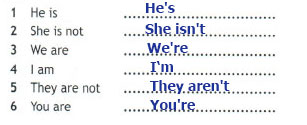 1 He is He's
2 She is not She isn't
3 We are We're
4 I am I'm
5 They are not They aren't
6 You are You're